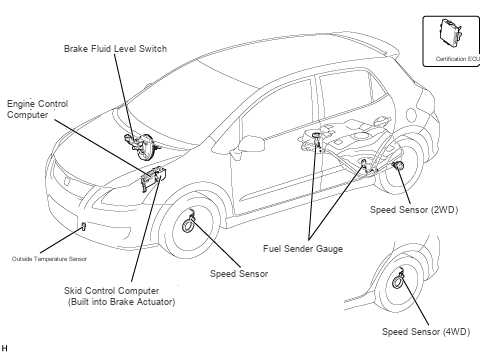 Brake Fluid Level Switch
Certification ECU
Engine Control
Computer
Speed Sensor (2WD)
Fuel Sender Gauge
Outside Temperature Sensor
Speed Sensor
Skid Control Computer
(Built into Brake Actuator)
Speed Sensor (4WD)
H